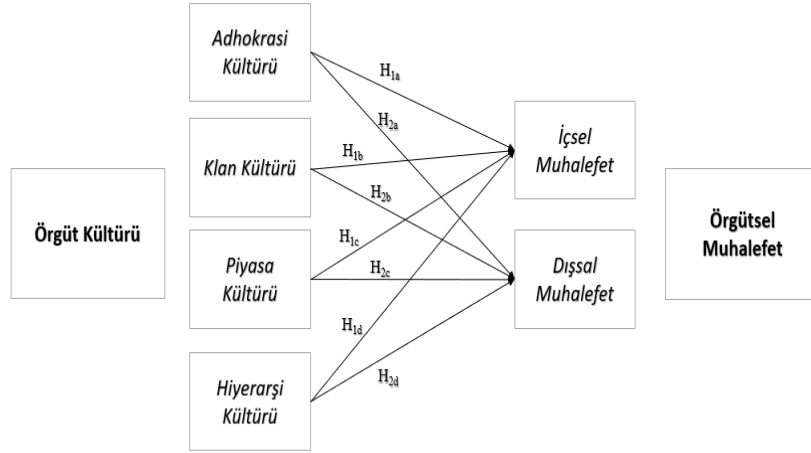 Örgüt Kültürü
Adhokrasi
Kültürü
Klan Kültürü
Piyasa
Kültürü
Hiyerarşi
Kültürü
H1a
H2a
H1b
H2b
H1c
H2c
H1d
H2d
İçsel
Muhalefet
Dışsal
Muhalefet
Örgütsel
Muhalefet